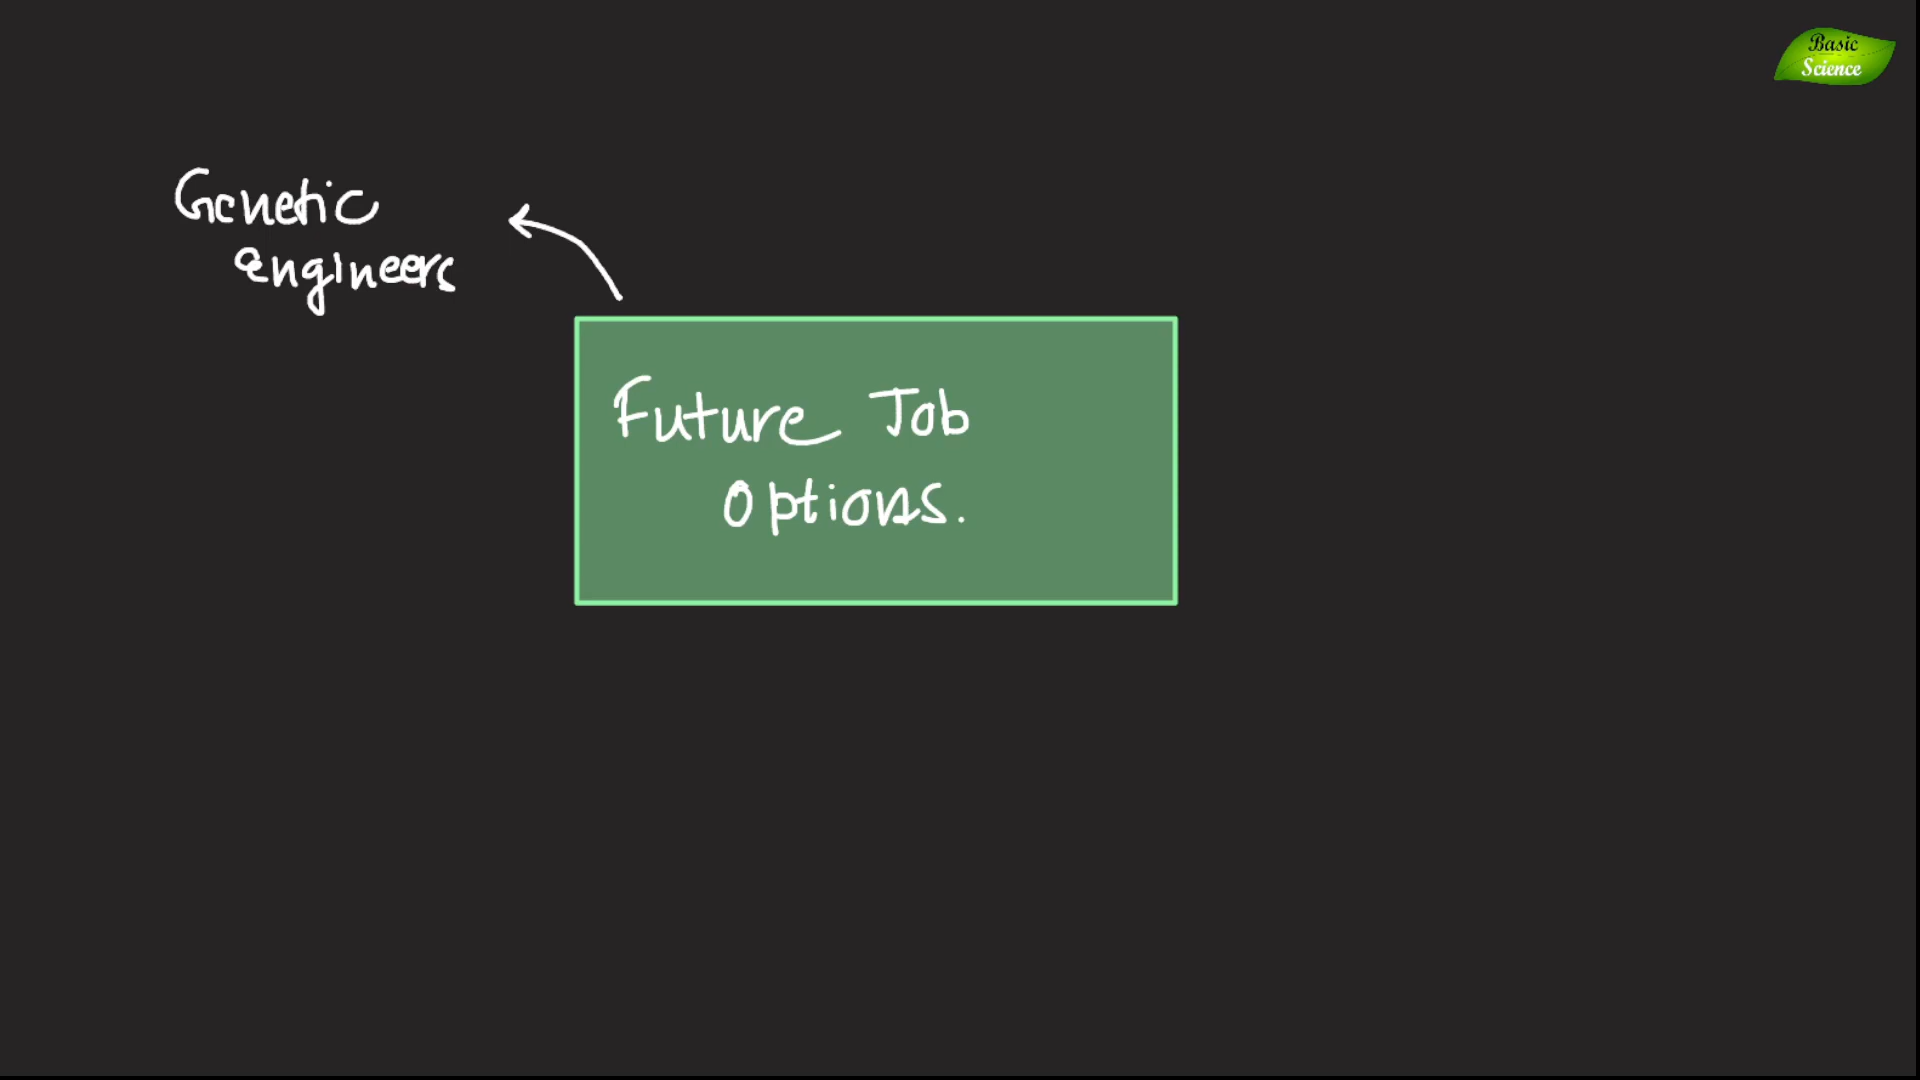 Basic
Science
Genetic
engineers
Future Job
options.